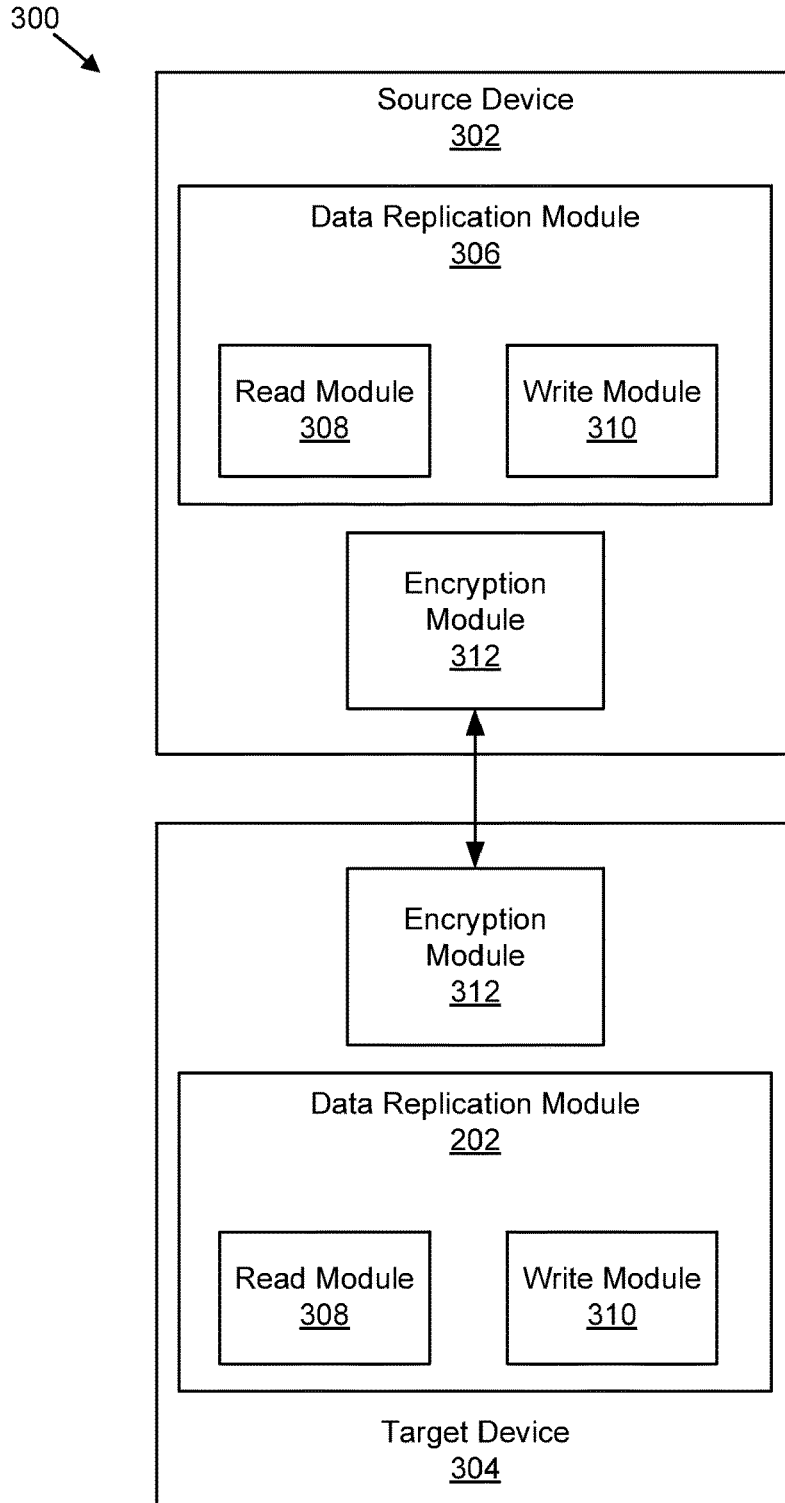 300
Source Device
302
Data Replication Module
306
Read Module
308
Write Module
310
Encryption
Module
312
Encryption
Module
312
Data Replication Module
202
Read Module
308
Write Module
310
Target Device
304